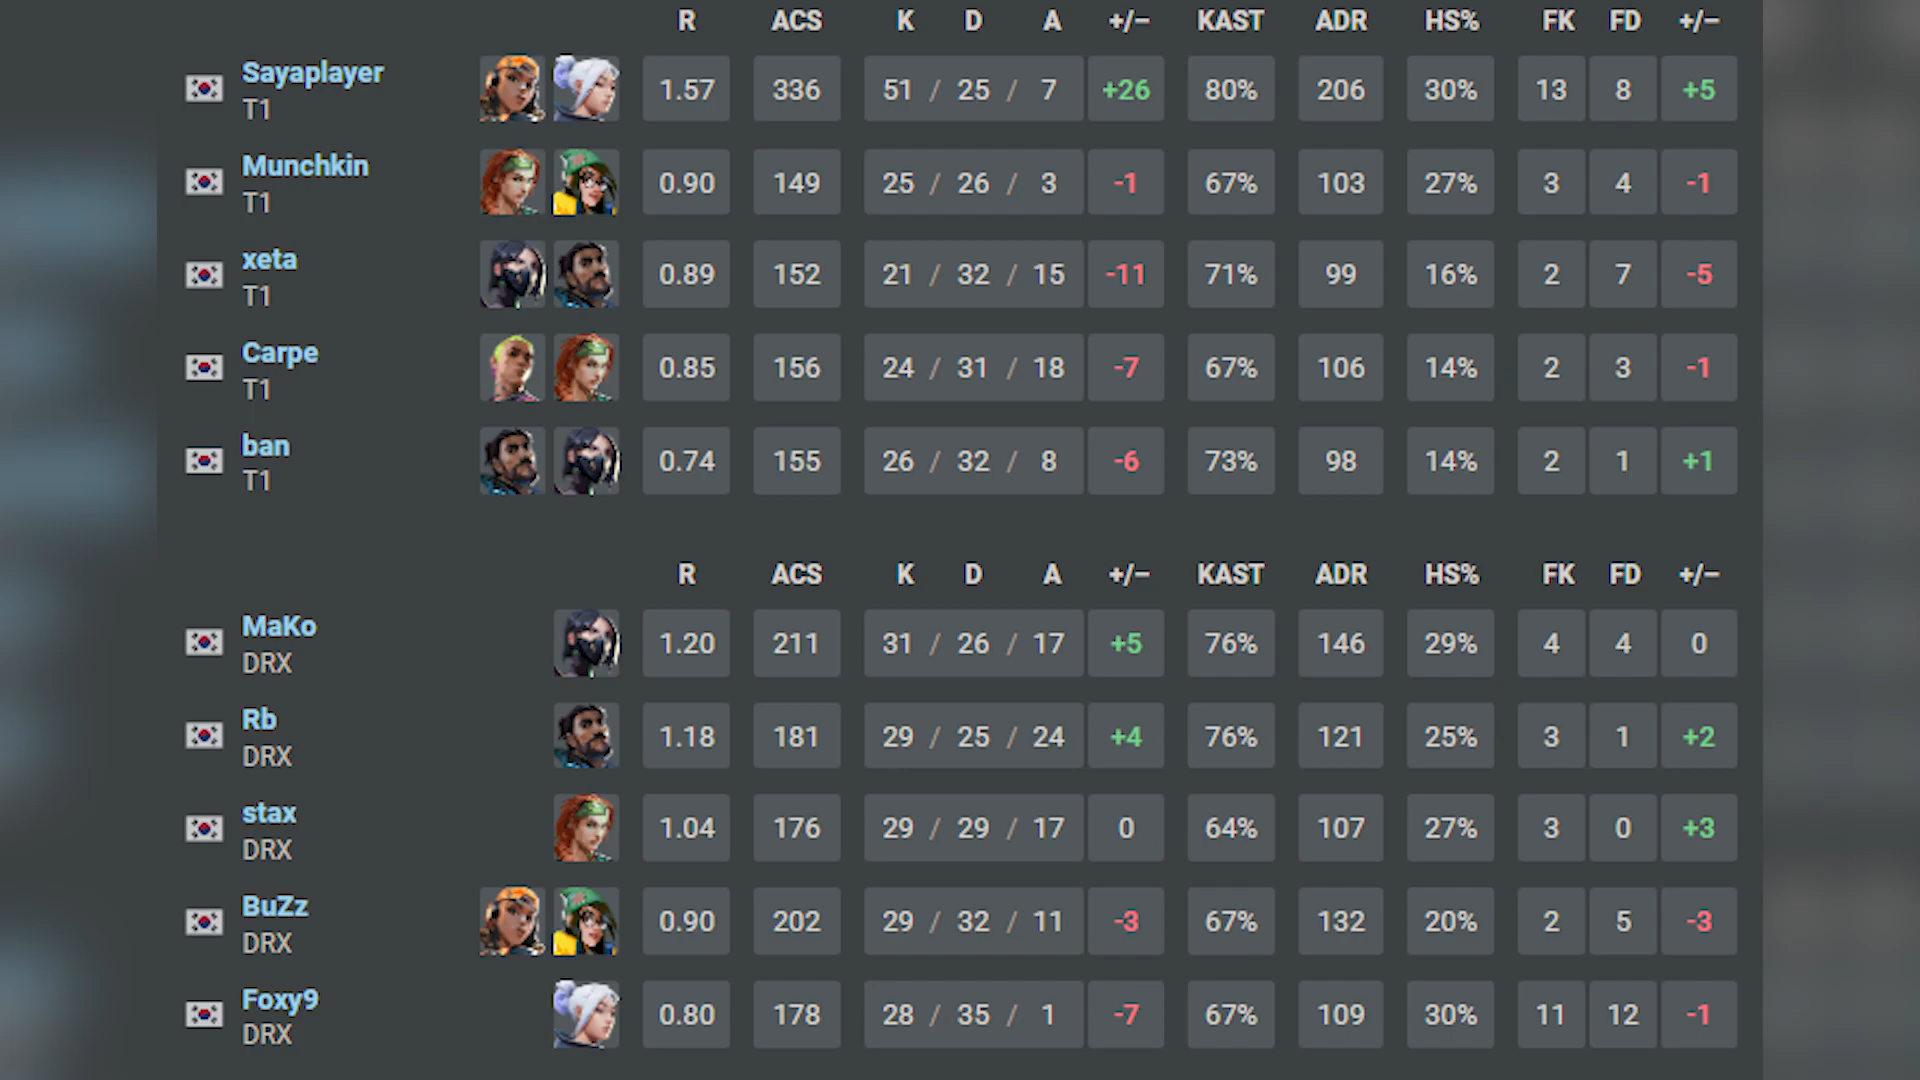 R ACS K D A +/− KAST ADR HS% FK FD +/−
Sayaplayer
T1
1.57 336 51 / 25 / 7 +26 80% 206 30% 13 8 +5
Munchkin
T1
0.90 149 25 / 26 / 3 -1 67% 103 27% 3 4 -1
xeta
T1
0.89 152 21 / 32 / 15 -11 71% 99 16% 2 7 -5
Carpe
T1
0.85 156 24 / 31 / 18 -7 67% 106 14% 2 3 -1
ban
T1
0.74 155 26 / 32 / 8 -6 73% 98 14% 2 1 +1
R ACS K D A +/− KAST ADR HS% FK FD +/−
MaKo
DRX
1.20 211 31 / 26 / 17 +5 76% 146 29% 4 4 0
Rb
DRX
1.18 181 29 / 25 / 24 +4 76% 121 25% 3 1 +2
stax
DRX
1.04 176 29 / 29 / 17 0 64% 107 27% 3 0 +3
BuZz
DRX
0.90 202 29 / 32 / 11 -3 67% 132 20% 2 5 -3
Foxy9
DRX
0.80 178 28 / 35 / 1 -7 67% 109 30% 11 12 -1